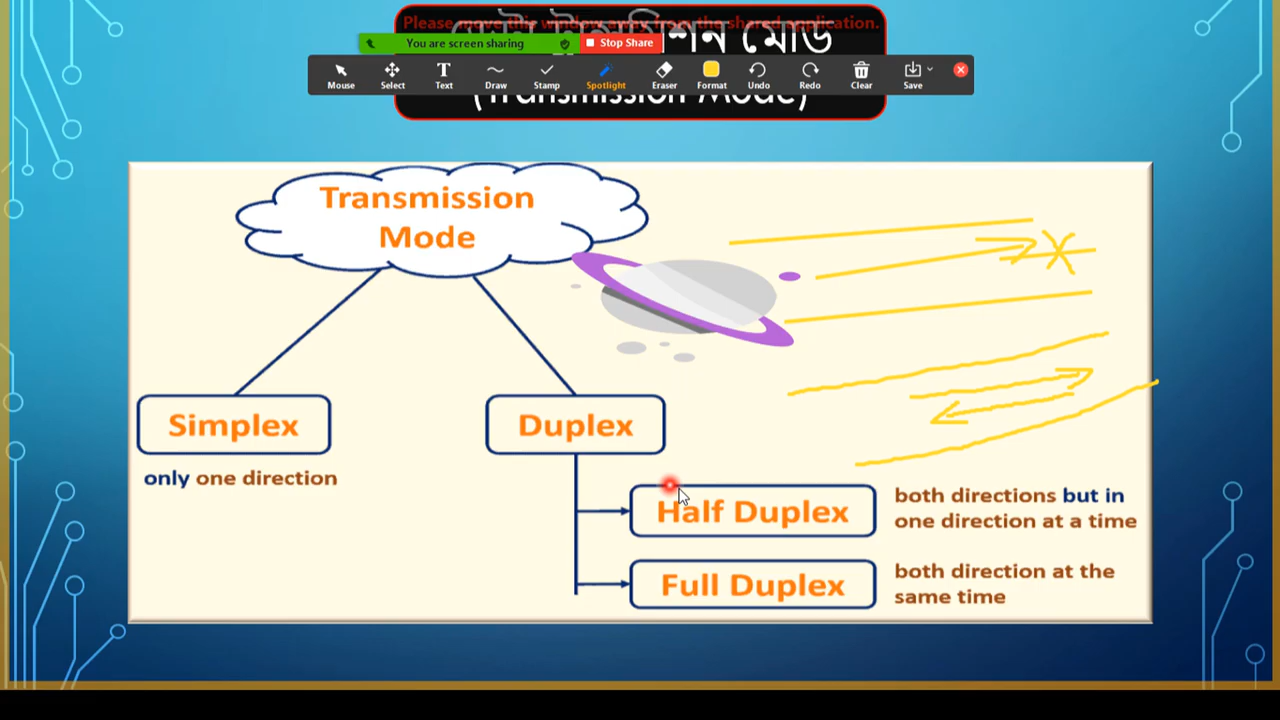 Please move this window away from the shared application.
মোড
You are screen sharing
Stop Share
Mouse
Select
Text
Draw
Stamp
Spotlight
Eraser
Format
Undo
Redo
Clear
Save
(Transmission Mode)
Transmission
Mode
Simplex
Duplex
only one direction
Half Duplex
both directions but in
one direction at a time
Full Duplex
both direction at the
same time